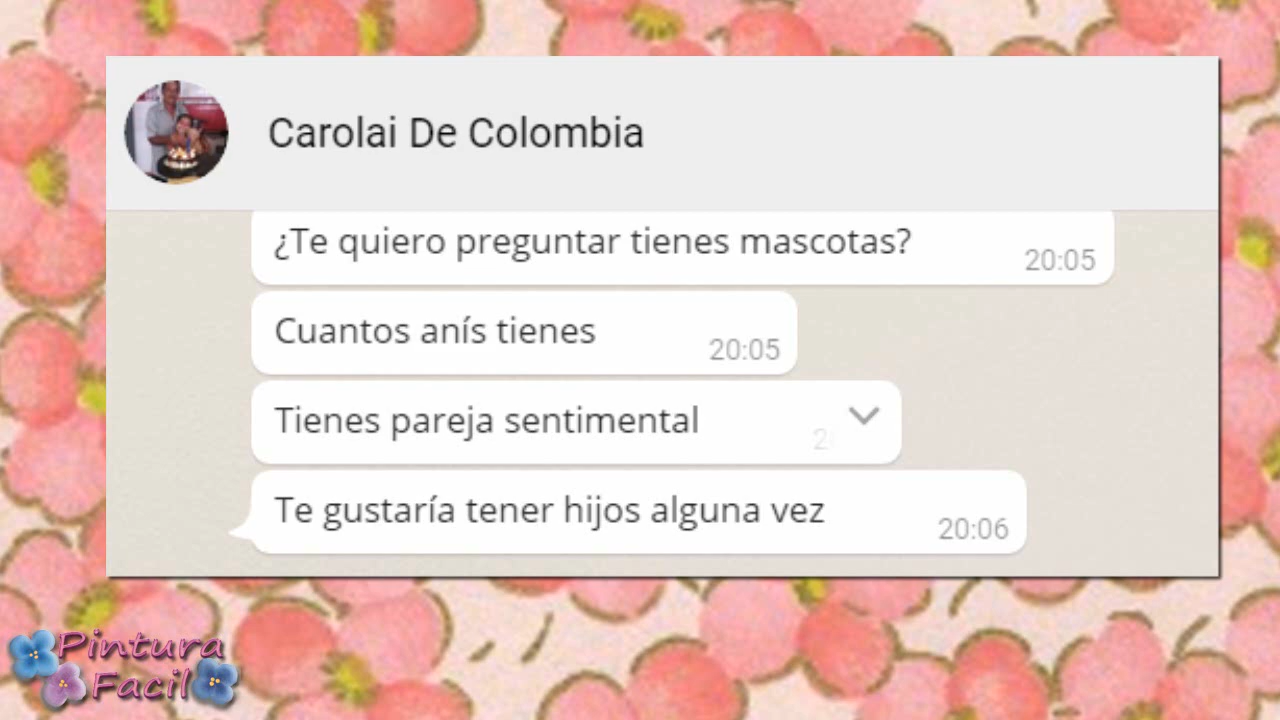 Carolai De Colombia
¿Te quiero preguntar tienes mascotas?
20:05
Cuantos anís tienes
20:05
Tienes pareja sentimental
Te gustaría tener hijos alguna vez
20:06
Pintura
Facil